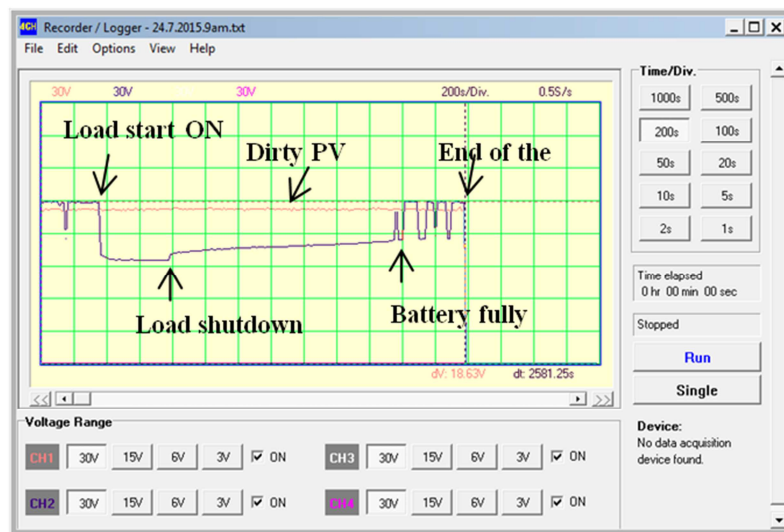 4CH Recorder / Logger - 24.7.2015.9am.txt
File Edit Options View Help
30V 30V 30V 200s/Div. 0.5S/s
Load start ON
Dirty PV
End of the
Load shutdown
Battery fully
dV: 18.63V dt: 2581.25s
Time/Div.
1000s 500s
200s 100s
50s 20s
10s 5s
2s 1s
Time elapsed
0 hr 00 min 00 sec
Stopped
Run
Single
Device:
No data acquisition
device found.
Voltage Range
CH1 30V 15V 6V 3V ON CH3 30V 15V 6V 3V ON
CH2 30V 15V 6V 3V ON CH4 30V 15V 6V 3V ON